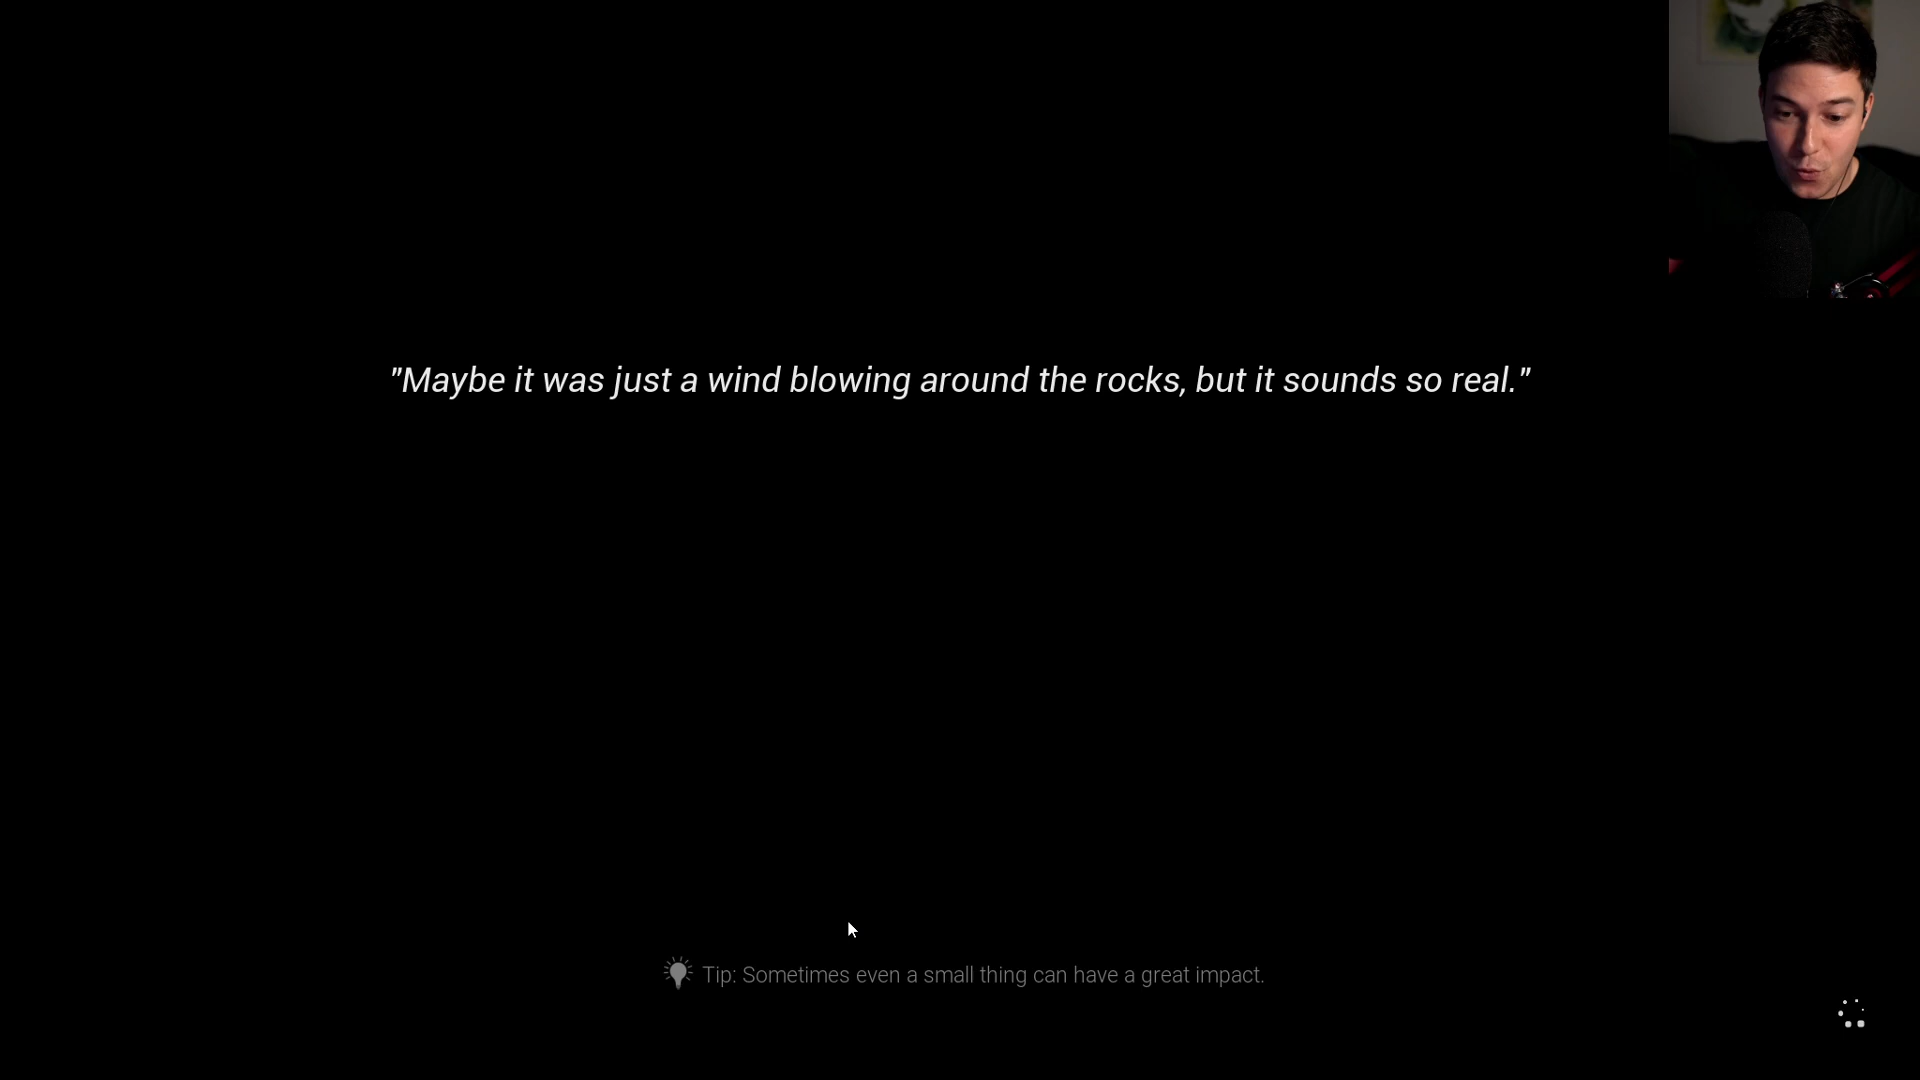 "Maybe it was just a wind blowing around the rocks, but it sounds so real."
Tip: Sometimes even a small thing can have a great impact.